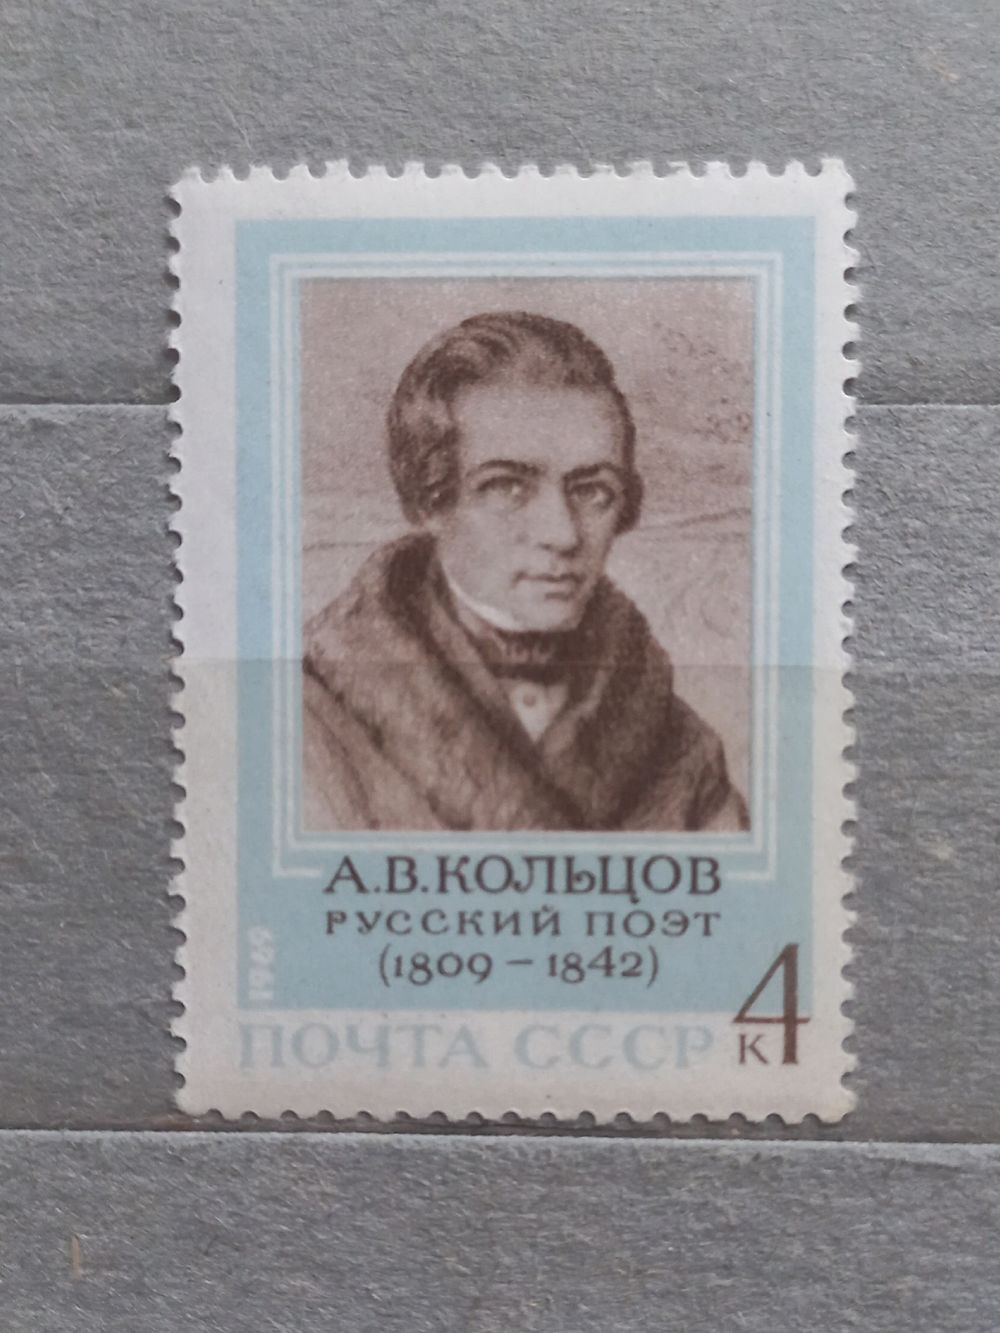 А.В.КОЛЬЦОВ
РУССКИЙ ПОЭТ
(1809 – 1842)
1969
4
к
ПОЧТА СССР